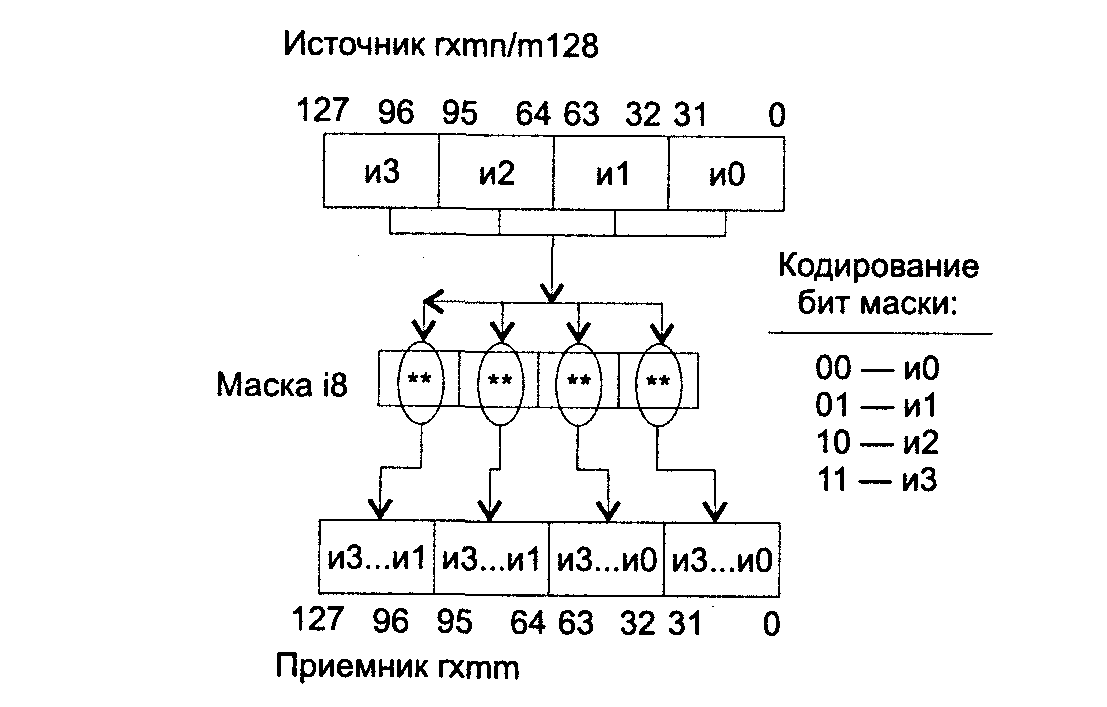 Источник rxmn/m128
127 96 95 64 63 32 31 0
и3 и2 и1 и0
Кодирование
бит маски:
Маска i8 ** ** ** **
00 — и0
01 — и1
10 — и2
11 — и3
и3...и1 и3...и1 и3...и0 и3...и0
127 96 95 64 63 32 31 0
Приемник rxmm